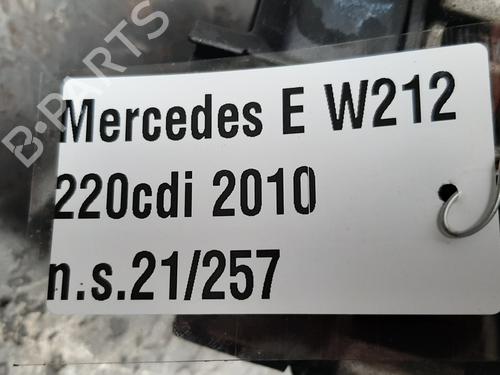 B-PARTS
Mercedes E W212
220cdi 2010
n.s.21/257